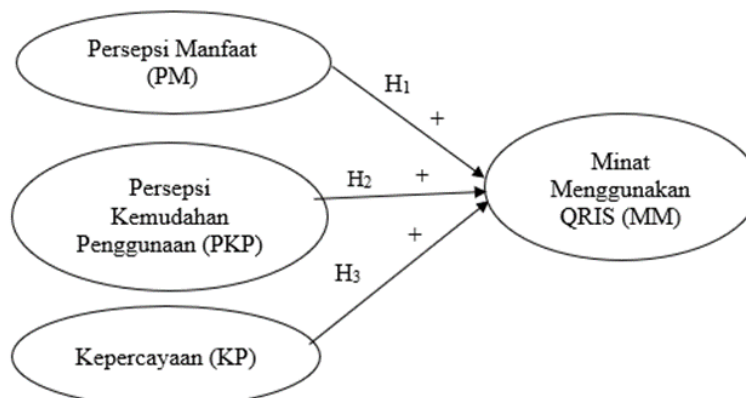 Persepsi Manfaat
(PM)
H₁
+
Persepsi
Kemudahan
Penggunaan (PKP)
H₂
+
Minat
Menggunakan
QRIS (MM)
+
H₃
Kepercayaan (KP)